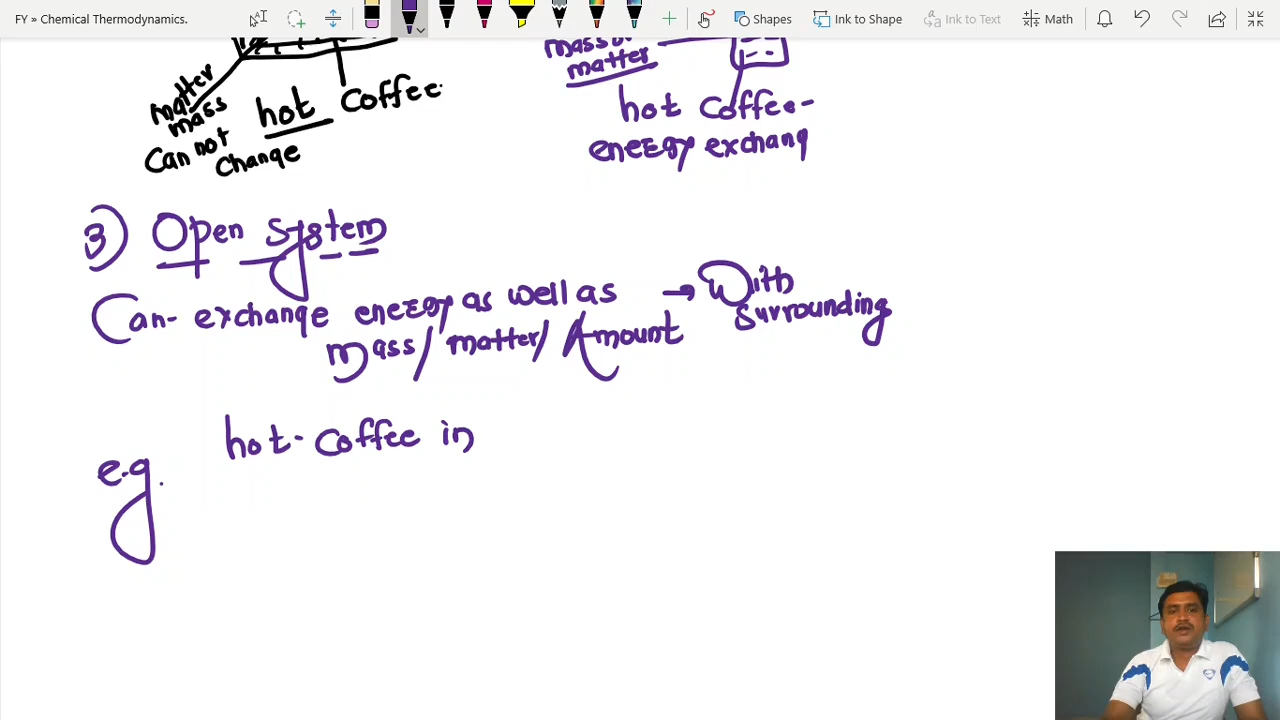 FY » Chemical Thermodynamics.
Shapes
Ink to Shape
Ink to Text
Math
matter
mass
Can not
change
hot coffee
mass
matter
hot coffee-
energy exchang
3) Open system
Can- exchange energy as well as → With
surrounding
mass/ matter/ Amount
e.g. hot- coffee in